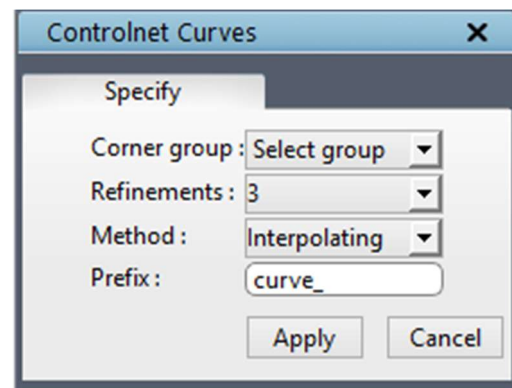 Controlnet Curves
Specify
Corner group : Select group
Refinements : 3
Method : Interpolating
Prefix : curve_
Apply Cancel